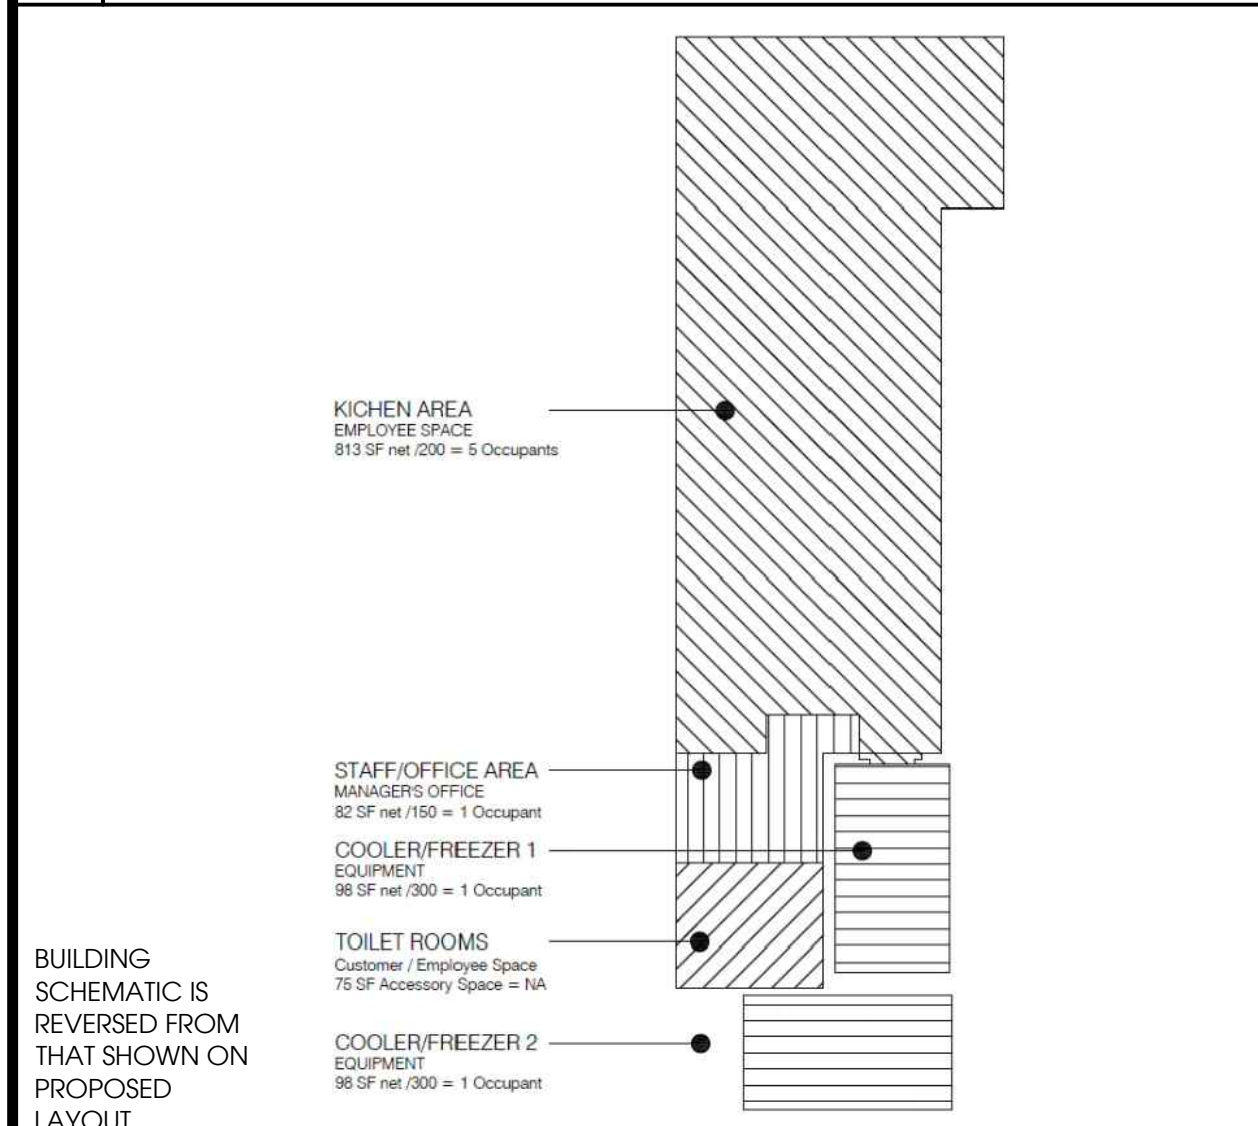 KICHEN AREA
EMPLOYEE SPACE
813 SF net /200 = 5 Occupants
STAFF/OFFICE AREA
MANAGER'S OFFICE
82 SF net /150 = 1 Occupant
COOLER/FREEZER 1
EQUIPMENT
98 SF net /300 = 1 Occupant
TOILET ROOMS
Customer / Employee Space
75 SF Accessory Space = NA
COOLER/FREEZER 2
EQUIPMENT
98 SF net /300 = 1 Occupant
BUILDING
SCHEMATIC IS
REVERSED FROM
THAT SHOWN ON
PROPOSED
LAYOUT